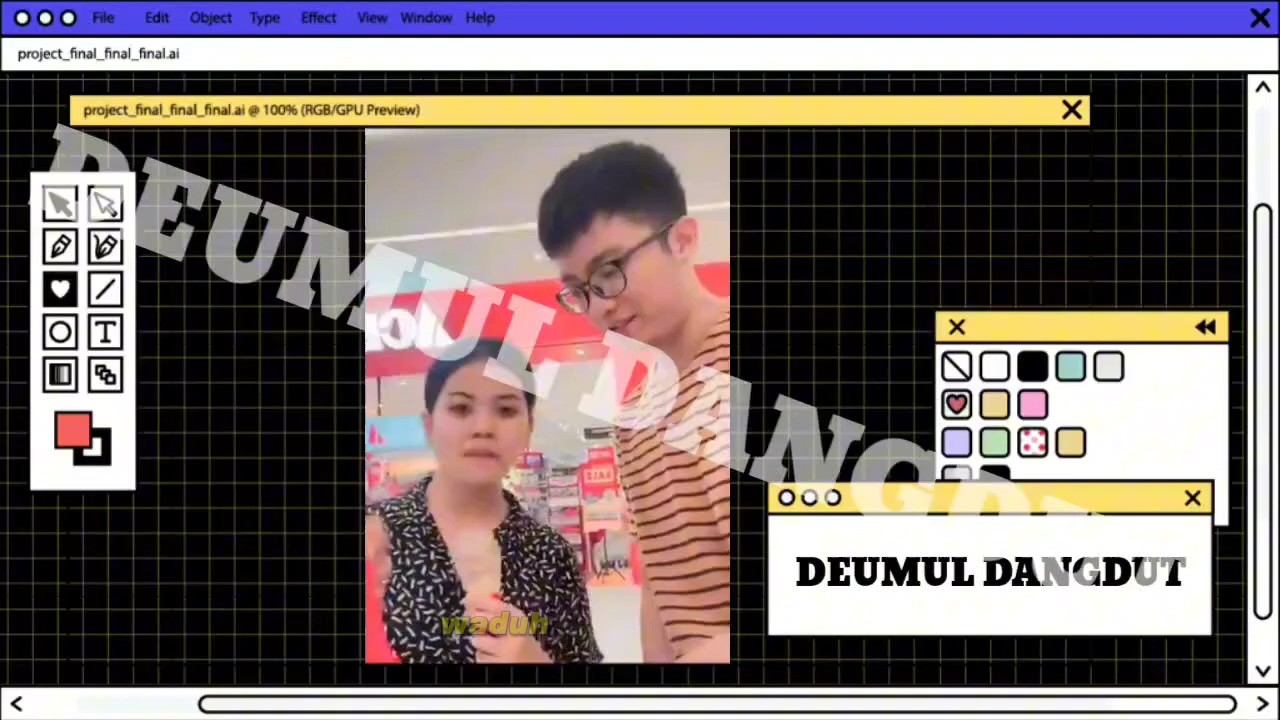 File Edit Object Type Effect View Window Help
project_final_final_final.ai
project_final_final_final.ai @ 100% (RGB/GPU Preview)
DEUMUL DANGDUT
T
SALE
waduh
DEUMUL DANGDUT